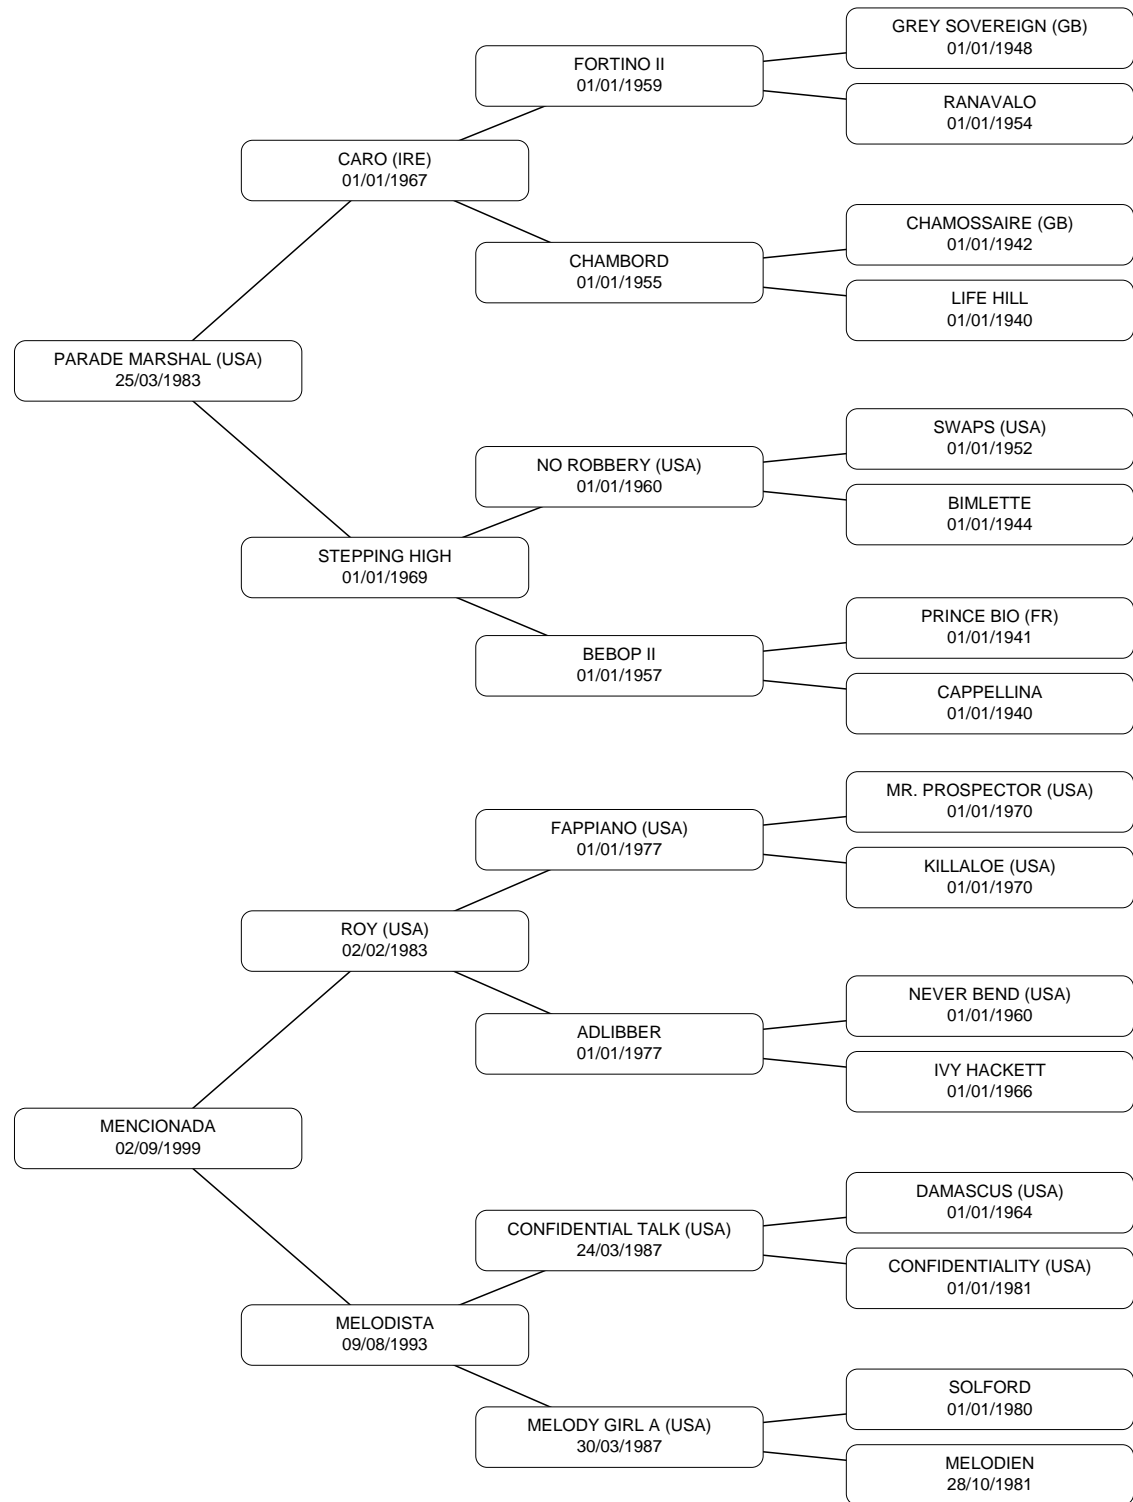 GREY SOVEREIGN (GB)
01/01/1948
FORTINO II
01/01/1959
RANAVALO
01/01/1954
CARO (IRE)
01/01/1967
CHAMOSSAIRE (GB)
01/01/1942
CHAMBORD
01/01/1955
LIFE HILL
01/01/1940
PARADE MARSHAL (USA)
25/03/1983
SWAPS (USA)
01/01/1952
NO ROBBERY (USA)
01/01/1960
BIMLETTE
01/01/1944
STEPPING HIGH
01/01/1969
PRINCE BIO (FR)
01/01/1941
BEBOP II
01/01/1957
CAPPELLINA
01/01/1940
MR. PROSPECTOR (USA)
01/01/1970
FAPPIANO (USA)
01/01/1977
KILLALOE (USA)
01/01/1970
ROY (USA)
02/02/1983
NEVER BEND (USA)
01/01/1960
ADLIBBER
01/01/1977
IVY HACKETT
01/01/1966
MENCIONADA
02/09/1999
DAMASCUS (USA)
01/01/1964
CONFIDENTIAL TALK (USA)
24/03/1987
CONFIDENTIALITY (USA)
01/01/1981
MELODISTA
09/08/1993
SOLFORD
01/01/1980
MELODY GIRL A (USA)
30/03/1987
MELODIEN
28/10/1981